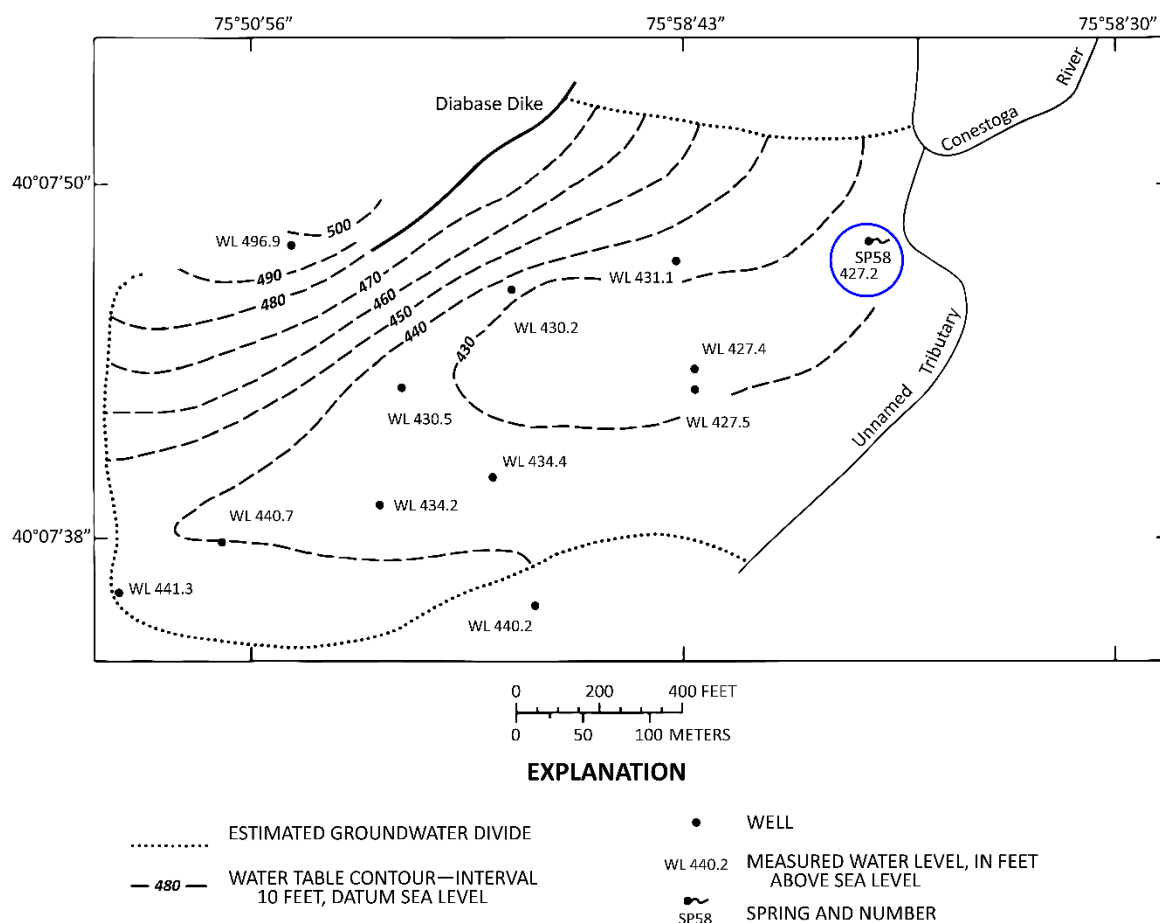 75°50’56”
75°58’43”
75°58’30”
Diabase Dike
Conestoga River
40°07’50”
500
WL 496.9
490
480
470
460
450
440
WL 431.1
SP58
427.2
WL 430.2
430
WL 427.4
WL 430.5
WL 427.5
Unnamed Tributary
WL 434.4
WL 434.2
WL 440.7
40°07’38”
WL 441.3
WL 440.2
0 200 400 FEET
0 50 100 METERS
EXPLANATION
ESTIMATED GROUNDWATER DIVIDE
480 WATER TABLE CONTOUR—INTERVAL
10 FEET, DATUM SEA LEVEL
WELL
WL 440.2 MEASURED WATER LEVEL, IN FEET
ABOVE SEA LEVEL
SP58 SPRING AND NUMBER